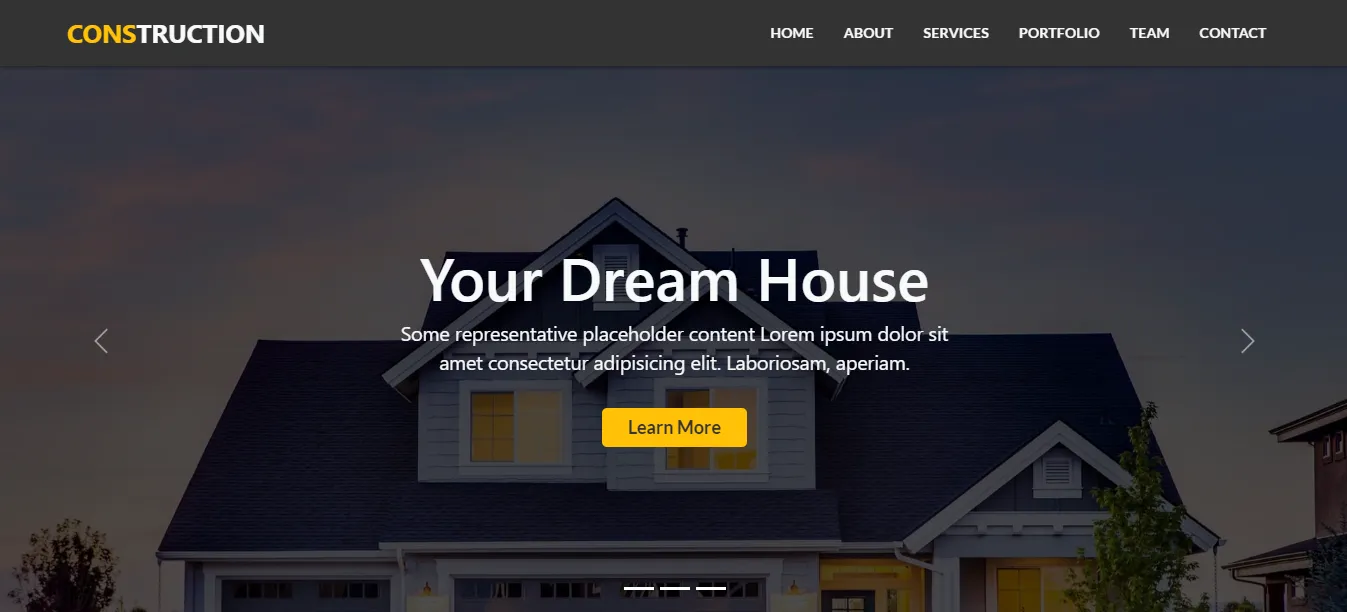 CONSTRUCTION
HOME ABOUT SERVICES PORTFOLIO TEAM CONTACT
Your Dream House
Some representative placeholder content Lorem ipsum dolor sit
amet consectetur adipisicing elit. Laboriosam, aperiam.
Learn More